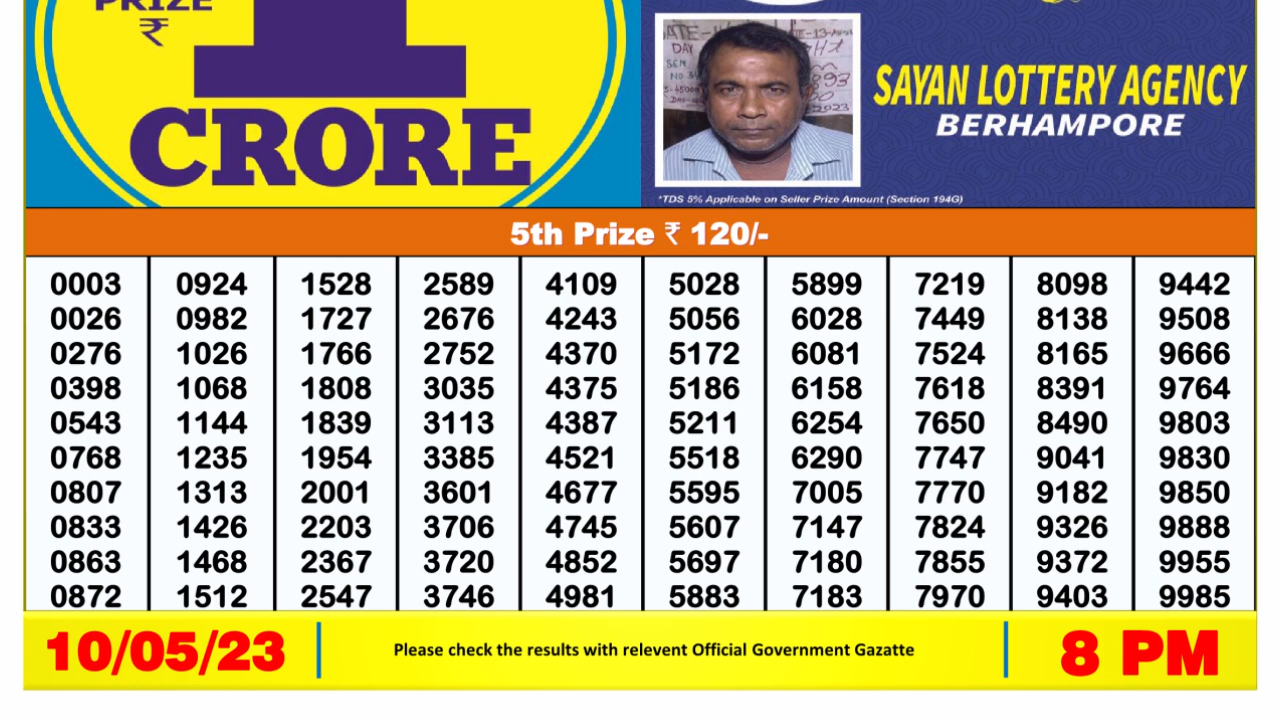 PRIZE
₹
1
CRORE
DAY
SAYAN LOTTERY AGENCY
BERHAMPORE
*TDS 5% Applicable on Seller Prize Amount (Section 194G)
5th Prize ₹ 120/-
0003 0924 1528 2589 4109 5028 5899 7219 8098 9442
0026 0982 1727 2676 4243 5056 6028 7449 8138 9508
0276 1026 1766 2752 4370 5172 6081 7524 8165 9666
0398 1068 1808 3035 4375 5186 6158 7618 8391 9764
0543 1144 1839 3113 4387 5211 6254 7650 8490 9803
0768 1235 1954 3385 4521 5518 6290 7747 9041 9830
0807 1313 2001 3601 4677 5595 7005 7770 9182 9850
0833 1426 2203 3706 4745 5607 7147 7824 9326 9888
0863 1468 2367 3720 4852 5697 7180 7855 9372 9955
0872 1512 2547 3746 4981 5883 7183 7970 9403 9985
10/05/23 Please check the results with relevent Official Government Gazatte 8 PM